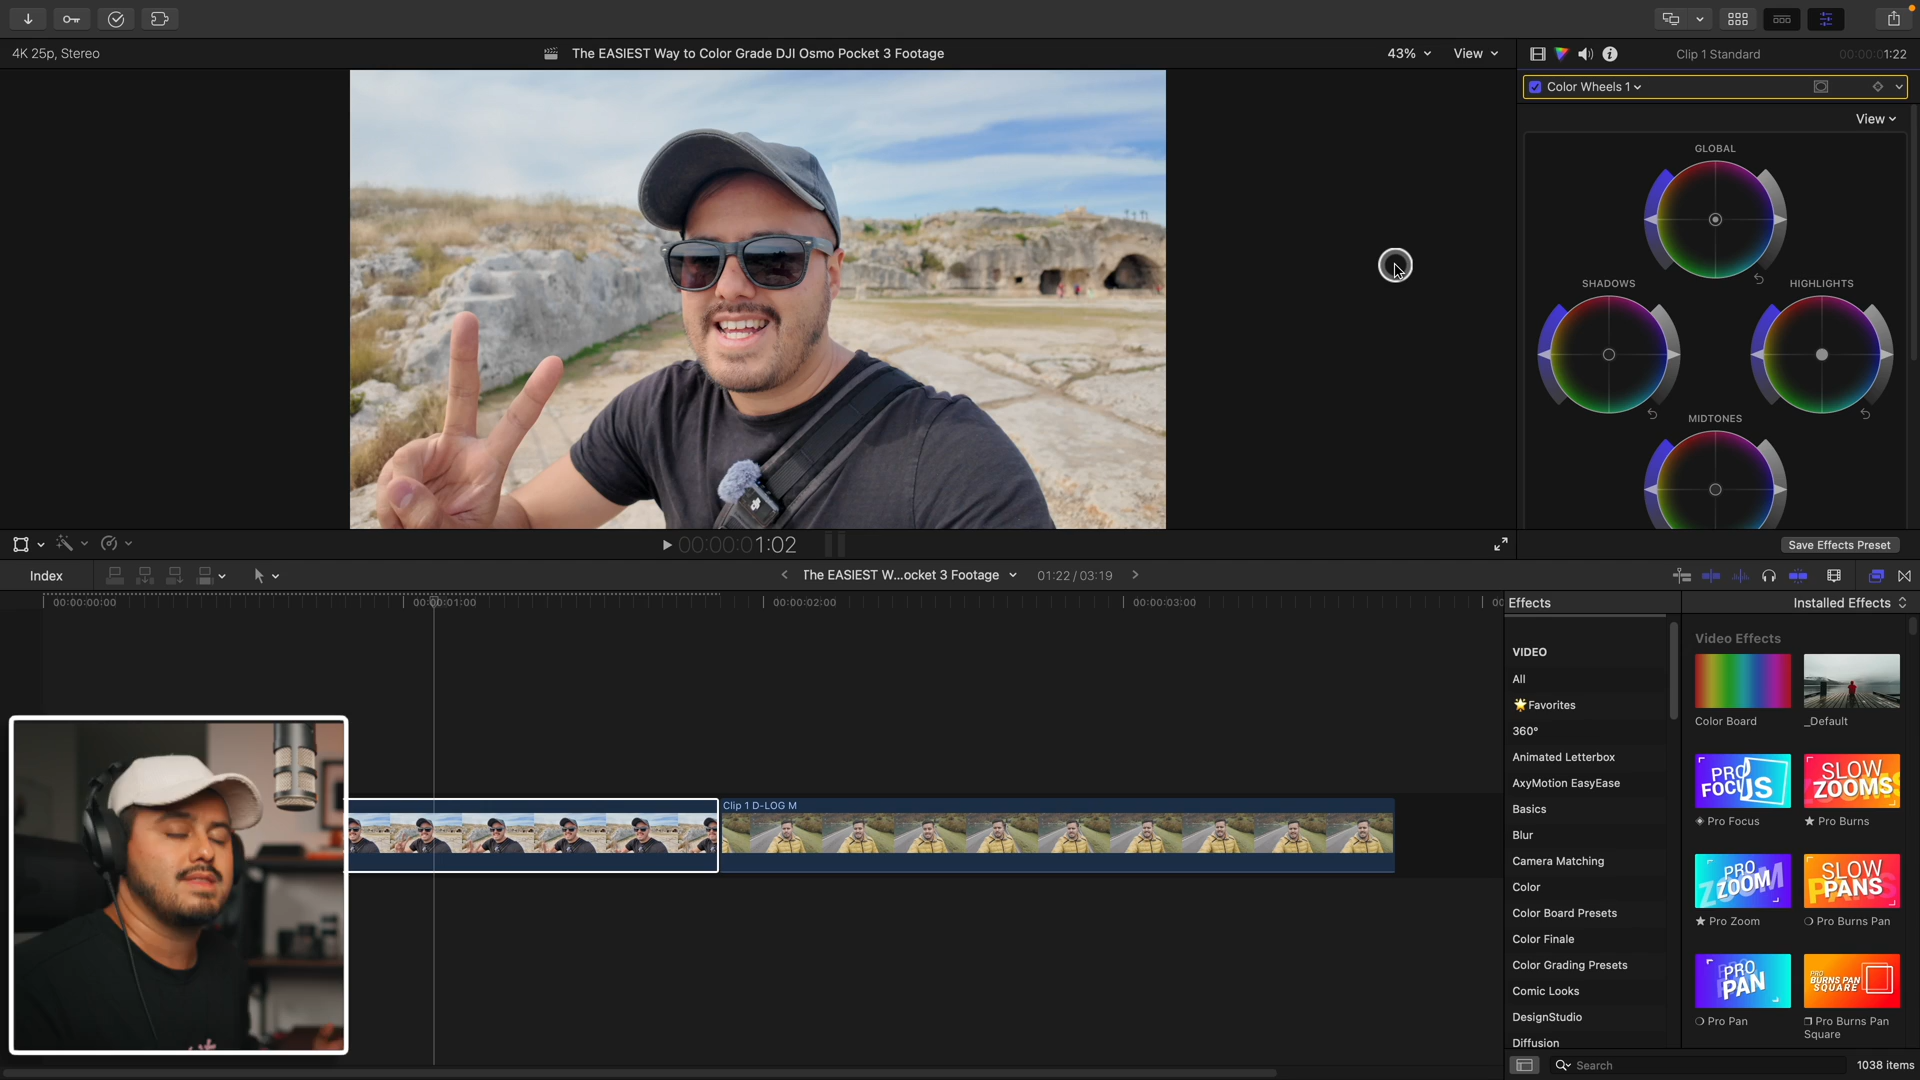 4K 25p, Stereo
The EASIEST Way to Color Grade DJI Osmo Pocket 3 Footage
43%
View
Clip 1 Standard
00:00:01:22
Color Wheels 1
View
GLOBAL
SHADOWS
HIGHLIGHTS
MIDTONES
00:00:01:02
Save Effects Preset
Index
The EASIEST W...ocket 3 Footage
01:22 / 03:19
00:00:00:00
00:00:01:00
00:00:02:00
00:00:03:00
00
Effects
Installed Effects
VIDEO
All
🌟Favorites
360°
Animated Letterbox
AxyMotion EasyEase
Basics
Blur
Camera Matching
Color
Color Board Presets
Color Finale
Color Grading Presets
Comic Looks
DesignStudio
Diffusion
Video Effects
Color Board
_Default
PRO FOCUS
SLOW ZOOMS
Pro Focus
★ Pro Burns
PRO ZOOM
SLOW PANS
★ Pro Zoom
Pro Burns Pan
PRO PAN
PRO BURNS PAN SQUARE
Pro Pan
Pro Burns Pan
Square
Clip 1 D-LOG M
Search
1038 items